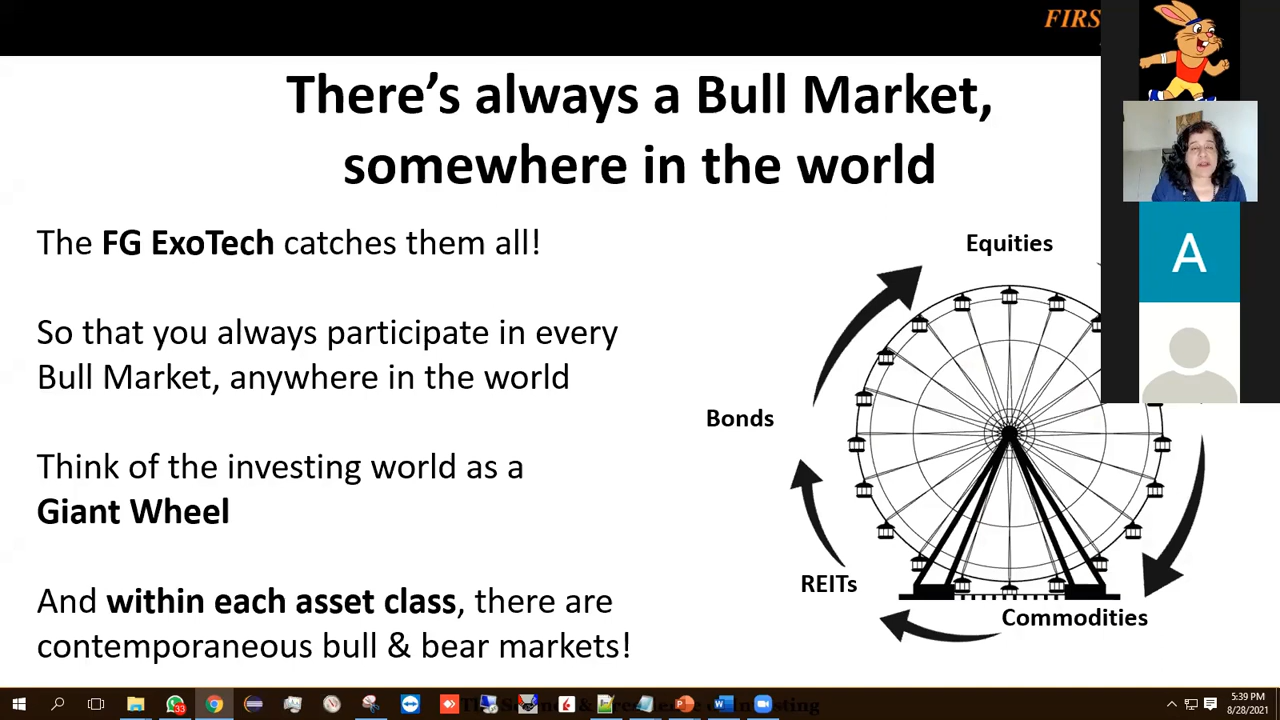 FIRS
There's always a Bull Market,
somewhere in the world
The FG ExoTech catches them all!
So that you always participate in every
Bull Market, anywhere in the world
Think of the investing world as a
Giant Wheel
And within each asset class, there are
contemporaneous bull & bear markets!
Equities
Bonds
REITs
Commodities
A
33
5:39 PM
8/28/2021